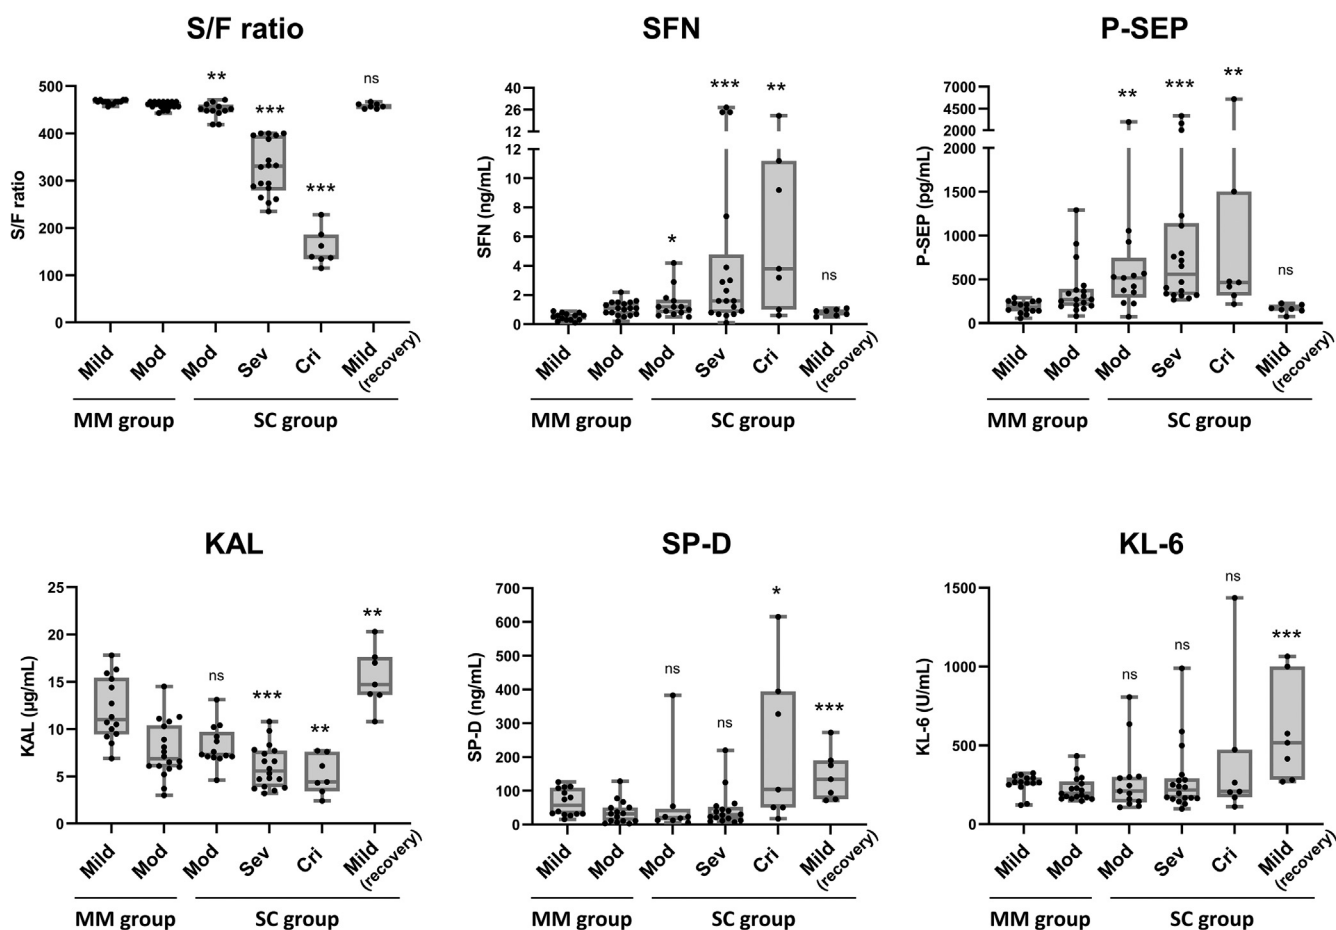 S/F ratio
S/F ratio
500
400
300
200
100
0
**
***
***
ns
Mild
Mod
Mod
Sev
Cri
Mild
(recovery)
MM group
SC group
SFN
SFN (ng/mL)
40
26
12
12
10
8
6
4
2
0
*
***
**
ns
Mild
Mod
Mod
Sev
Cri
Mild
(recovery)
MM group
SC group
P-SEP
P-SEP (pg/mL)
7000
4500
2000
2000
1500
1000
500
0
**
***
**
ns
Mild
Mod
Mod
Sev
Cri
Mild
(recovery)
MM group
SC group
KAL
KAL (µg/mL)
25
20
15
10
5
0
ns
***
**
**
Mild
Mod
Mod
Sev
Cri
Mild
(recovery)
MM group
SC group
SP-D
SP-D (ng/mL)
700
600
500
400
300
200
100
0
ns
ns
*
***
Mild
Mod
Mod
Sev
Cri
Mild
(recovery)
MM group
SC group
KL-6
KL-6 (U/mL)
1500
1000
500
0
ns
ns
ns
***
Mild
Mod
Mod
Sev
Cri
Mild
(recovery)
MM group
SC group